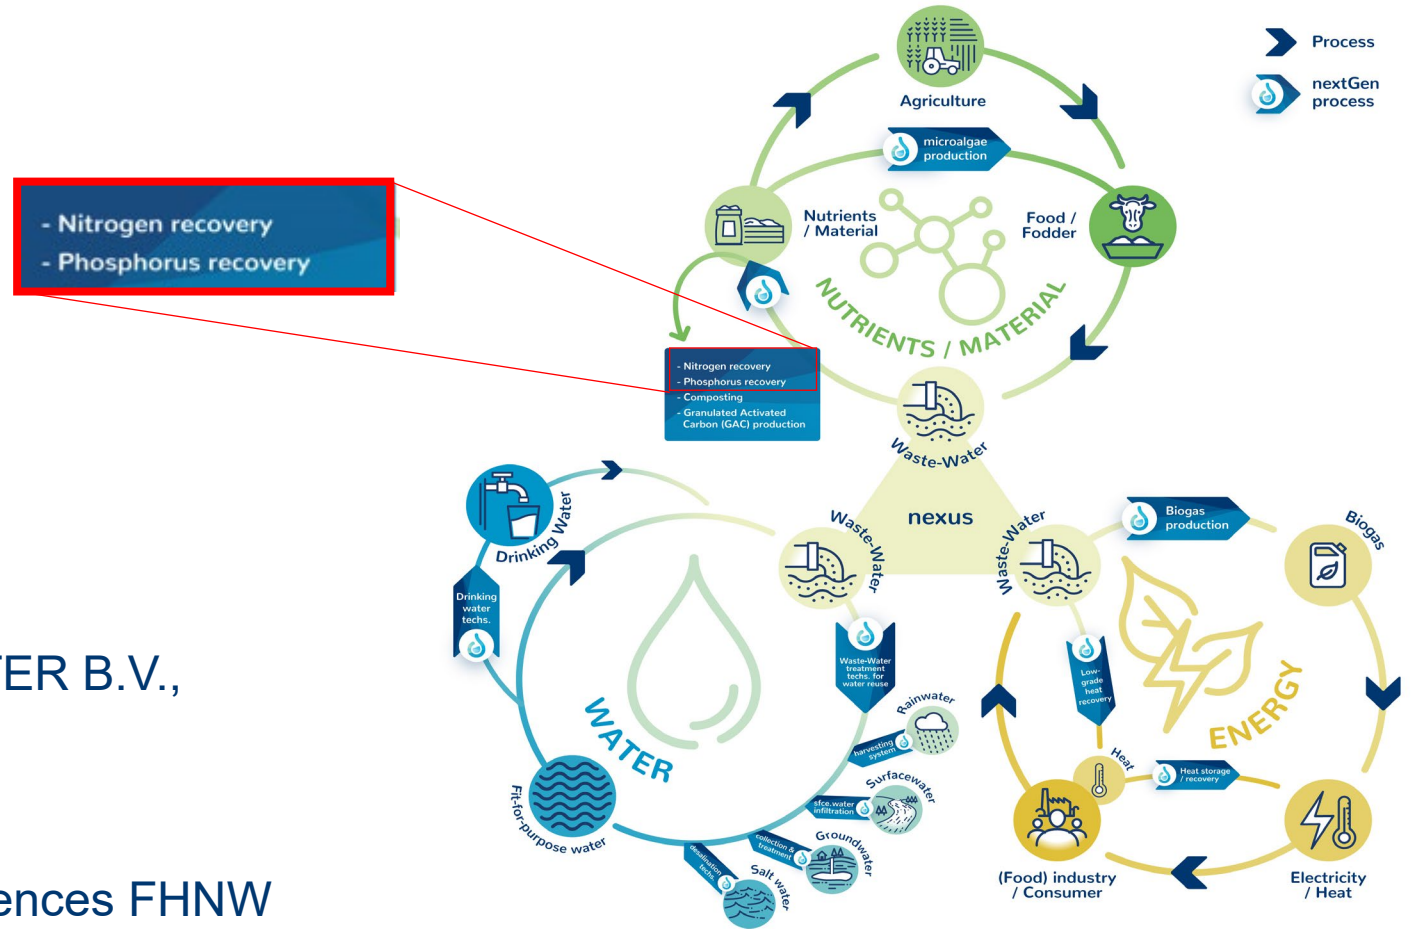 Process
nextGen
process
Agriculture
microalgae
production
Nutrients
/ Material
Food /
Fodder
NUTRIENTS / MATERIAL
- Nitrogen recovery
- Phosphorus recovery
- Nitrogen recovery
- Phosphorus recovery
- Composting
- Granulated Activated
Carbon (GAC) production
Waste-Water
nexus
Waste-Water
Waste-Water
Drinking Water
Drinking
water
techs.
WATER
Waste-Water
treatment
techs. for
water reuse
Rainwater
harvesting
system
Surfacewater
sfce.water
infiltration
Groundwater
collection &
treatment
Salt water
desalination
techs.
Fit-for-purpose water
Biogas
production
Biogas
ENERGY
Low-
grade
heat
recovery
Heat
Heat storage
/ recovery
(Food) industry
/ Consumer
Electricity
/ Heat
TER B.V.,
ences FHNW